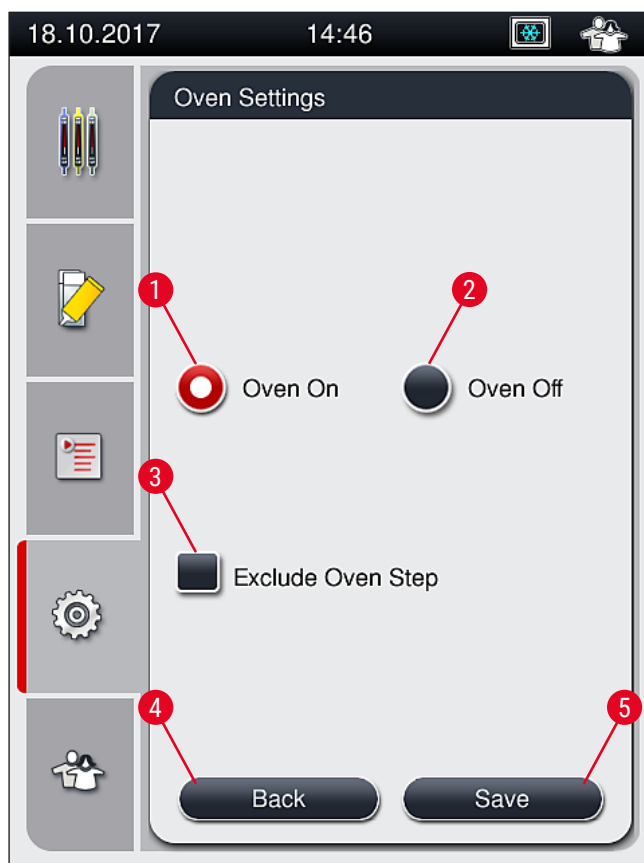 18.10.2017 14:46
Oven Settings
1 2
Oven On Oven Off
3
Exclude Oven Step
4 5
Back Save